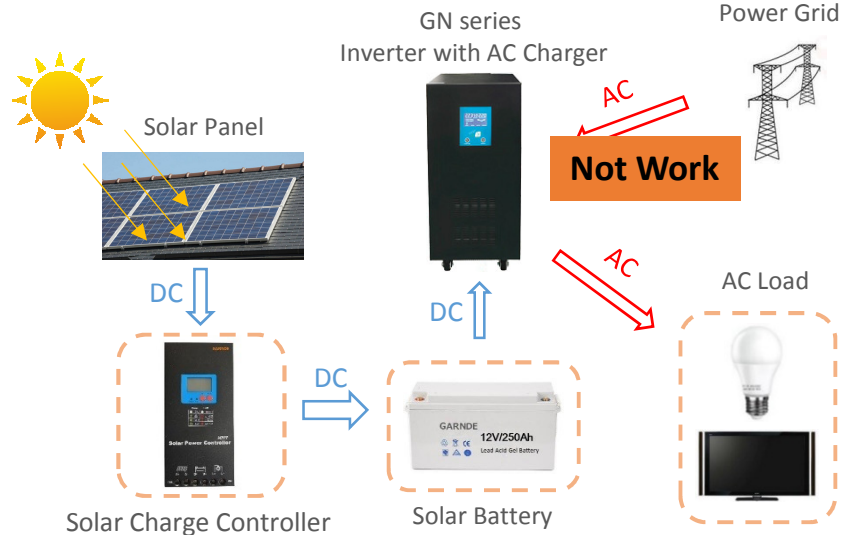 GN series
Inverter with AC Charger
Power Grid
AC
Solar Panel
Not Work
DC
AC
AC Load
DC
DC
MPPT
Solar Power Controller
GARNDE
12V/250Ah
Lead Acid Gel Battery
Solar Charge Controller
Solar Battery